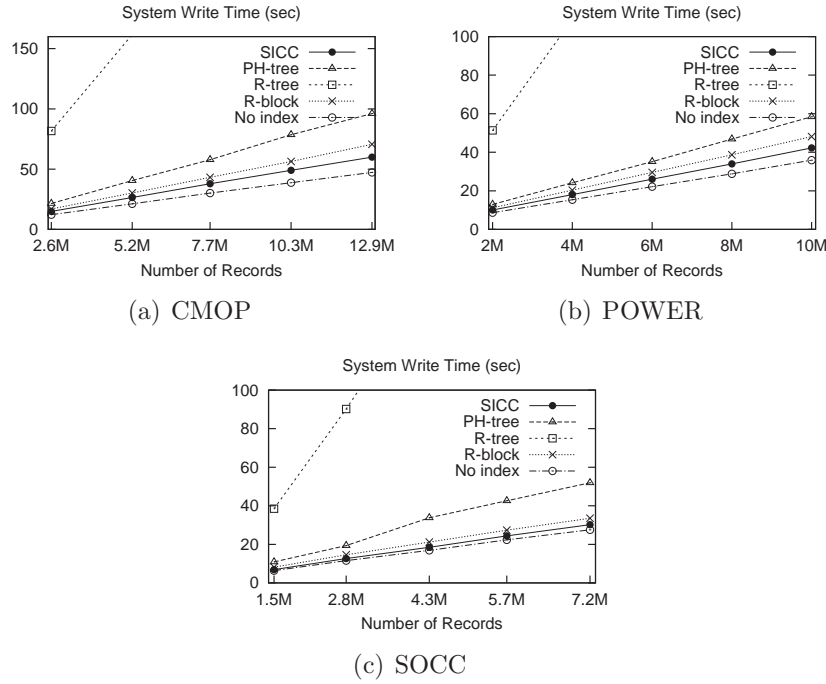 System Write Time (sec)
150
100
50
0
SICC
PH-tree
R-tree
R-block
No index
2.6M 5.2M 7.7M 10.3M 12.9M
Number of Records
(a) CMOP
System Write Time (sec)
100
80
60
40
20
0
SICC
PH-tree
R-tree
R-block
No index
2M 4M 6M 8M 10M
Number of Records
(b) POWER
System Write Time (sec)
100
80
60
40
20
0
SICC
PH-tree
R-tree
R-block
No index
1.5M 2.8M 4.3M 5.7M 7.2M
Number of Records
(c) SOCC